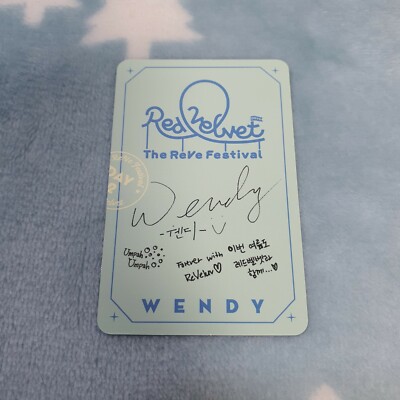 Red Velvet
The ReVe Festival
DAY
Wendy
-웬디-
Umpah
Umpah
Forever with
ReVeluv♡
이번 여름도
레드벨벳과
함께...♡
WENDY